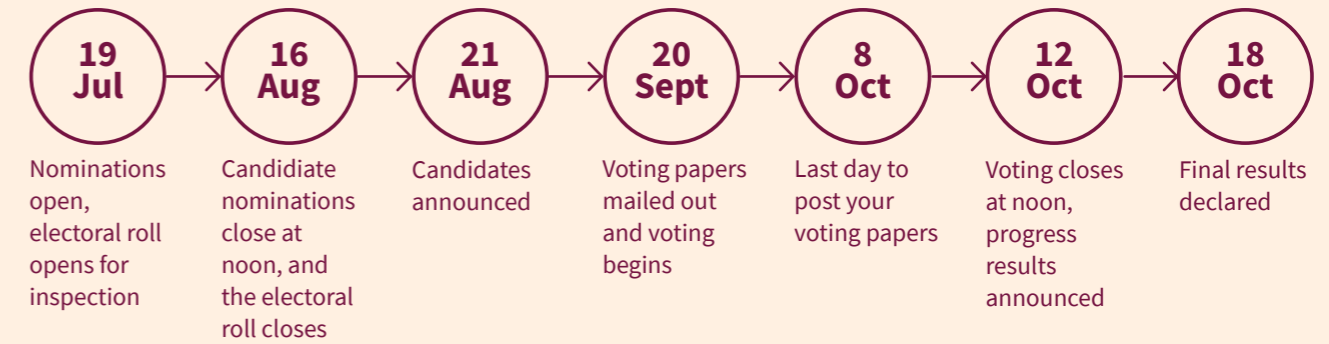 19
Jul
Nominations
open,
electoral roll
opens for
inspection
16
Aug
Candidiate
nominations
close at
noon, and
the electoral
roll closes
21
Aug
Candidates
announced
20
Sept
Voting papers
mailed out
and voting
begins
8
Oct
Last day to
post your
voting papers
12
Oct
Voting closes
at noon,
progress
results
announced
18
Oct
Final results
declared